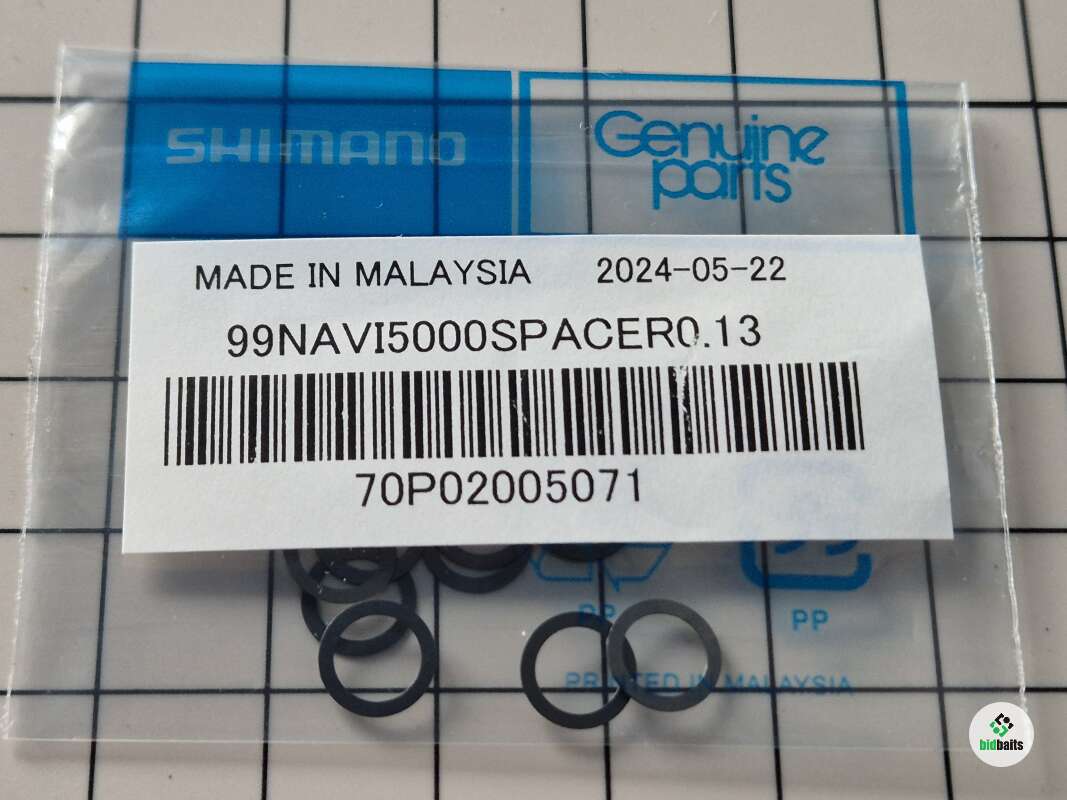 SHIMANO
Genuine
parts
MADE IN MALAYSIA 2024-05-22
99NAVI5000SPACER0.13
70P02005071
PP PP
PRINTED IN MALAYSIA
bidbaits